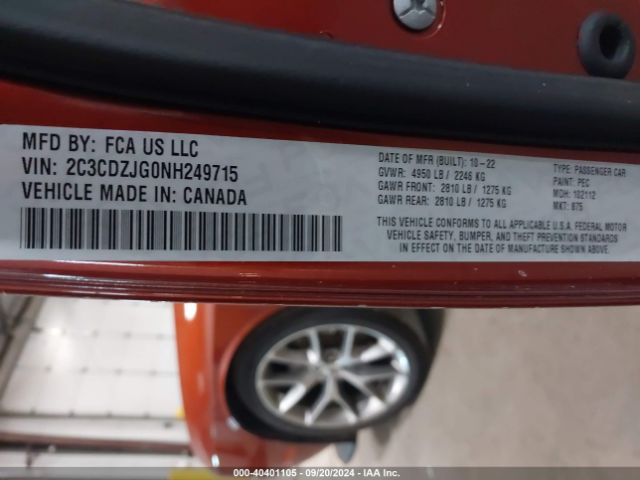 MFD BY: FCA US LLC
VIN: 2C3CDZJG0NH249715
VEHICLE MADE IN: CANADA
DATE OF MFR (BUILT): 10-22
GVWR: 4950 LB / 2246 KG
GAWR FRONT: 2810 LB / 1275 KG
GAWR REAR: 2810 LB / 1275 KG
TYPE: PASSENGER CAR
PAINT: PEC
MDH: 102112
MKT: B75
THIS VEHICLE CONFORMS TO ALL APPLICABLE U.S.A. FEDERAL MOTOR
VEHICLE SAFETY, BUMPER, AND THEFT PREVENTION STANDARDS
IN EFFECT ON THE DATE OF MANUFACTURE SHOWN ABOVE.
000-40401105 - 09/20/2024 - IAA Inc.